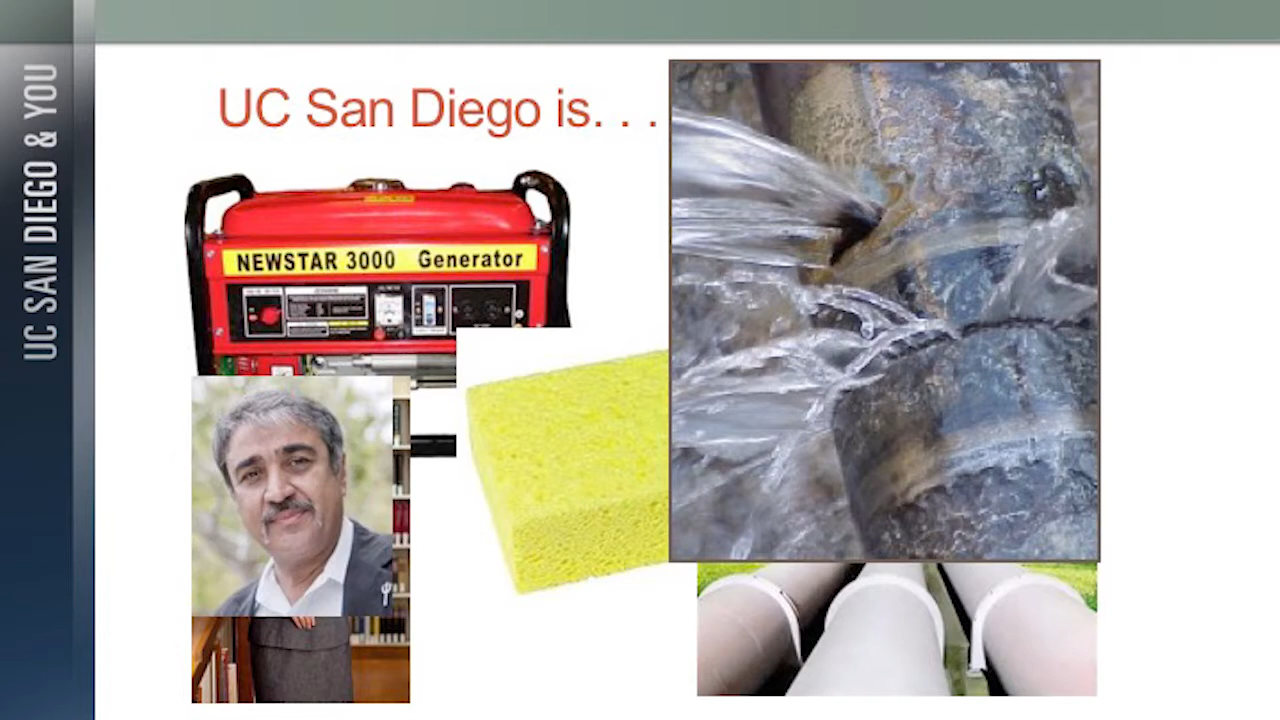 UC SAN DIEGO & YOU
UC San Diego is. . .
NEWSTAR 3000 Generator